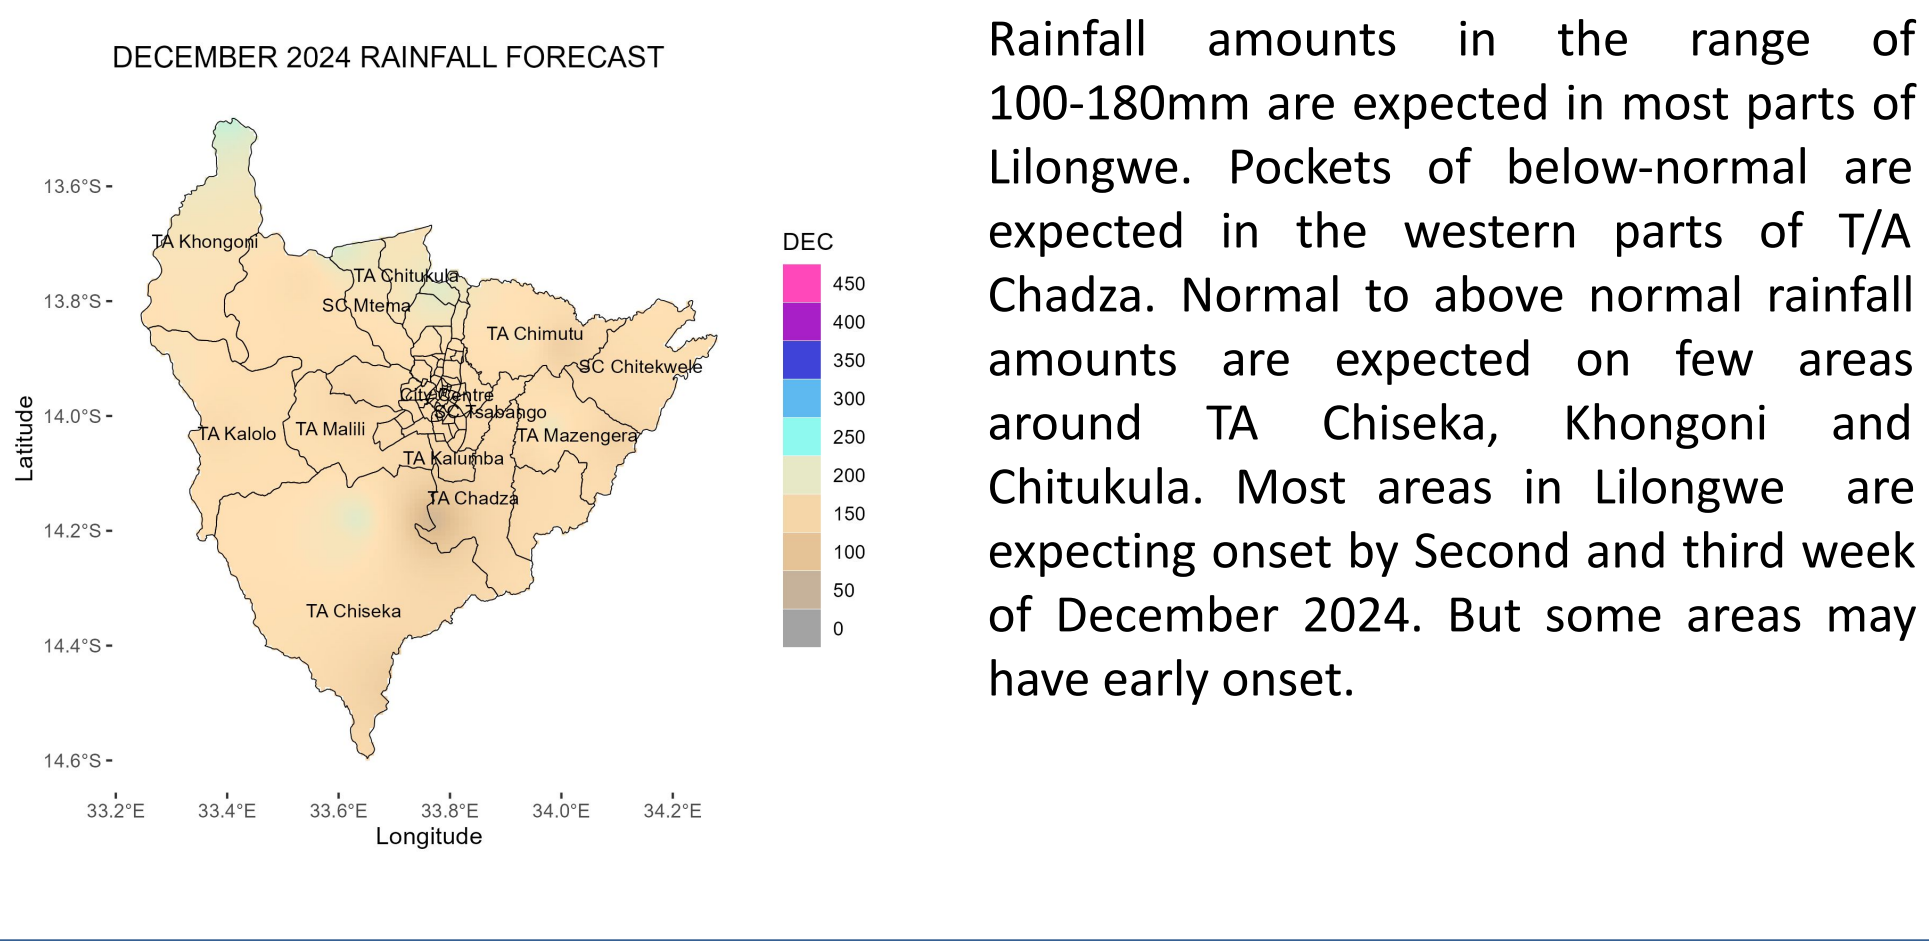 DECEMBER 2024 RAINFALL FORECAST
13.6°S
13.8°S
14.0°S
14.2°S
14.4°S
14.6°S
Latitude
TA Khongoni
TA Chitukula
SC Mtema
TA Chimutu
SC Chitekwele
City Centre
SC Tsabango
TA Kalolo
TA Malili
TA Mazengera
TA Kalumba
TA Chadza
TA Chiseka
33.2°E 33.4°E 33.6°E 33.8°E 34.0°E 34.2°E
Longitude
DEC
450
400
350
300
250
200
150
100
50
0
Rainfall amounts in the range of
100-180mm are expected in most parts of
Lilongwe. Pockets of below-normal are
expected in the western parts of T/A
Chadza. Normal to above normal rainfall
amounts are expected on few areas
around TA Chiseka, Khongoni and
Chitukula. Most areas in Lilongwe are
expecting onset by Second and third week
of December 2024. But some areas may
have early onset.